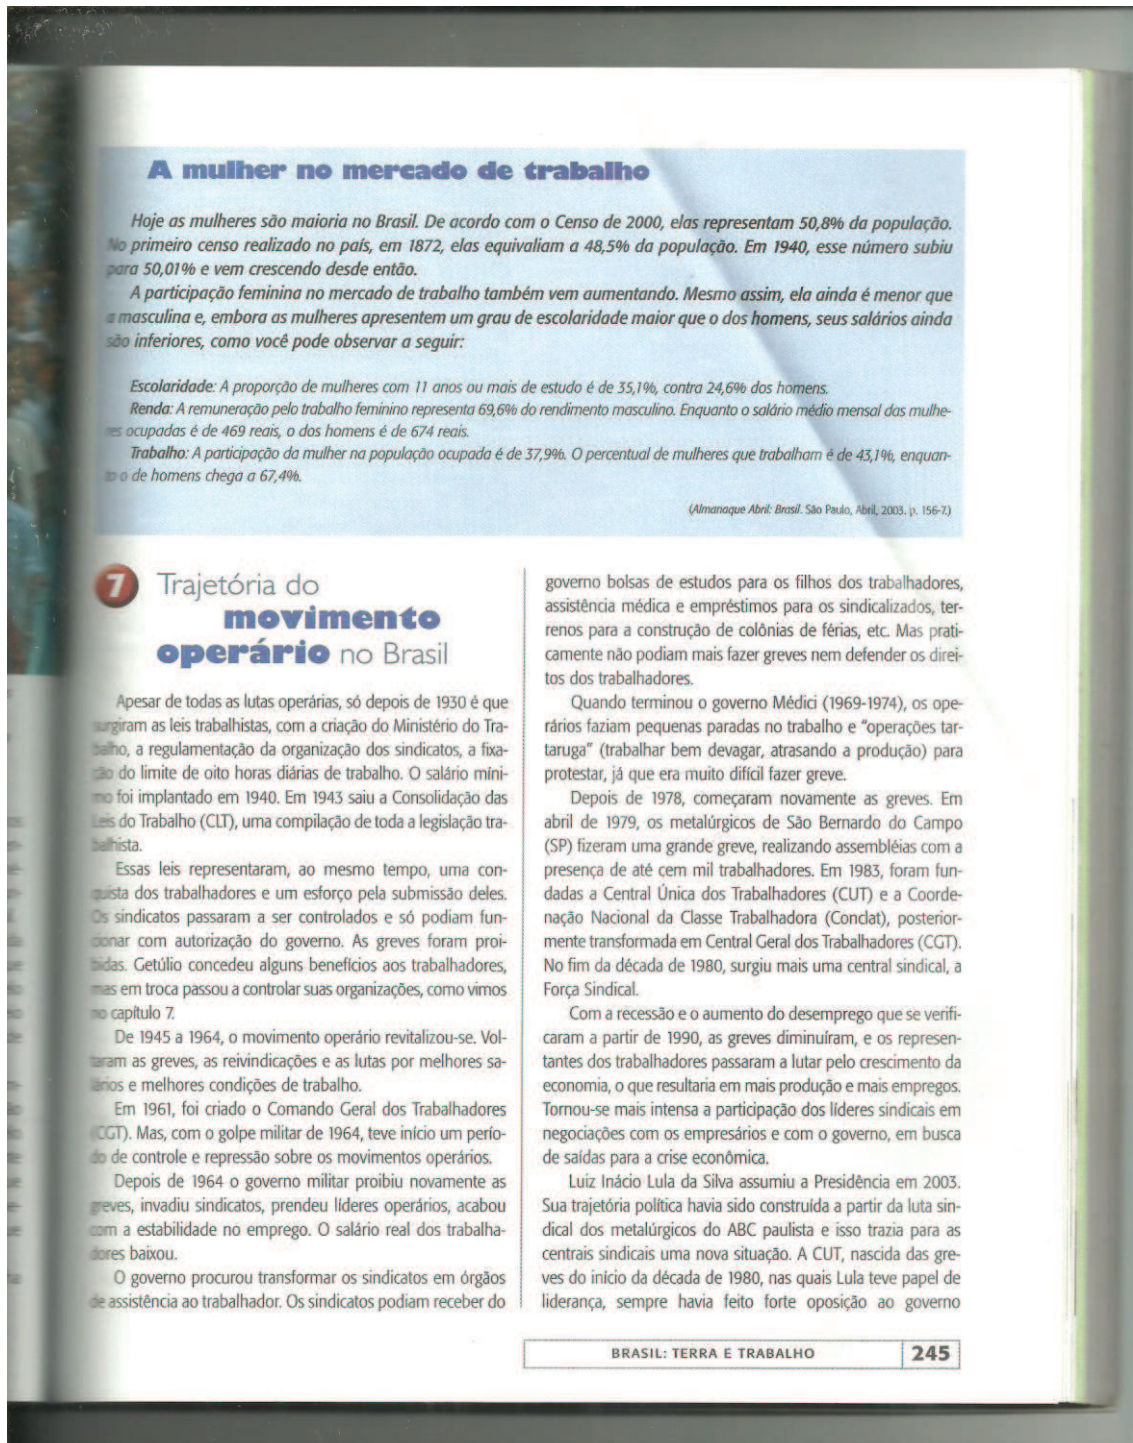 A mulher no mercado de trabalho
Hoje as mulheres são maioria no Brasil. De acordo com o Censo de 2000, elas representam 50,8% da população.
No primeiro censo realizado no país, em 1872, elas equivaliam a 48,5% da população. Em 1940, esse número subiu
para 50,01% e vem crescendo desde então.
A participação feminina no mercado de trabalho também vem aumentando. Mesmo assim, ela ainda é menor que
a masculina e, embora as mulheres apresentem um grau de escolaridade maior que o dos homens, seus salários ainda
são inferiores, como você pode observar a seguir:
Escolaridade: A proporção de mulheres com 11 anos ou mais de estudo é de 35,1%, contra 24,6% dos homens.
Renda: A remuneração pelo trabalho feminino representa 69,6% do rendimento masculino. Enquanto o salário médio mensal das mulhe-
res ocupadas é de 469 reais, o dos homens é de 674 reais.
Trabalho: A participação da mulher na população ocupada é de 37,9%. O percentual de mulheres que trabalham é de 43,1%, enquan-
to o de homens chega a 67,4%.
(Almanaque Abril: Brasil. São Paulo, Abril, 2003. p. 156-7.)
7 Trajetória do
movimento
operário no Brasil
Apesar de todas as lutas operárias, só depois de 1930 é que
surgiram as leis trabalhistas, com a criação do Ministério do Tra-
balho, a regulamentação da organização dos sindicatos, a fixa-
ção do limite de oito horas diárias de trabalho. O salário míni-
mo foi implantado em 1940. Em 1943 saiu a Consolidação das
Leis do Trabalho (CLT), uma compilação de toda a legislação tra-
balhista.
Essas leis representaram, ao mesmo tempo, uma con-
quista dos trabalhadores e um esforço pela submissão deles.
Os sindicatos passaram a ser controlados e só podiam fun-
cionar com autorização do governo. As greves foram proi-
bidas. Getúlio concedeu alguns benefícios aos trabalhadores,
mas em troca passou a controlar suas organizações, como vimos
no capítulo 7.
De 1945 a 1964, o movimento operário revitalizou-se. Vol-
taram as greves, as reivindicações e as lutas por melhores sa-
lários e melhores condições de trabalho.
Em 1961, foi criado o Comando Geral dos Trabalhadores
(CGT). Mas, com o golpe militar de 1964, teve início um perío-
do de controle e repressão sobre os movimentos operários.
Depois de 1964 o governo militar proibiu novamente as
greves, invadiu sindicatos, prendeu líderes operários, acabou
com a estabilidade no emprego. O salário real dos trabalha-
dores baixou.
O governo procurou transformar os sindicatos em órgãos
de assistência ao trabalhador. Os sindicatos podiam receber do
governo bolsas de estudos para os filhos dos trabalhadores,
assistência médica e empréstimos para os sindicalizados, ter-
renos para a construção de colônias de férias, etc. Mas prati-
camente não podiam mais fazer greves nem defender os direi-
tos dos trabalhadores.
Quando terminou o governo Médici (1969-1974), os ope-
rários faziam pequenas paradas no trabalho e "operações tar-
taruga" (trabalhar bem devagar, atrasando a produção) para
protestar, já que era muito difícil fazer greve.
Depois de 1978, começaram novamente as greves. Em
abril de 1979, os metalúrgicos de São Bernardo do Campo
(SP) fizeram uma grande greve, realizando assembléias com a
presença de até cem mil trabalhadores. Em 1983, foram fun-
dadas a Central Única dos Trabalhadores (CUT) e a Coorde-
nação Nacional da Classe Trabalhadora (Conclat), posterior-
mente transformada em Central Geral dos Trabalhadores (CGT).
No fim da década de 1980, surgiu mais uma central sindical, a
Força Sindical.
Com a recessão e o aumento do desemprego que se verifi-
caram a partir de 1990, as greves diminuíram, e os represen-
tantes dos trabalhadores passaram a lutar pelo crescimento da
economia, o que resultaria em mais produção e mais empregos.
Tornou-se mais intensa a participação dos líderes sindicais em
negociações com os empresários e com o governo, em busca
de saídas para a crise econômica.
Luiz Inácio Lula da Silva assumiu a Presidência em 2003.
Sua trajetória política havia sido construída a partir da luta sin-
dical dos metalúrgicos do ABC paulista e isso trazia para as
centrais sindicais uma nova situação. A CUT, nascida das gre-
ves do início da década de 1980, nas quais Lula teve papel de
liderança, sempre havia feito forte oposição ao governo
BRASIL: TERRA E TRABALHO 245